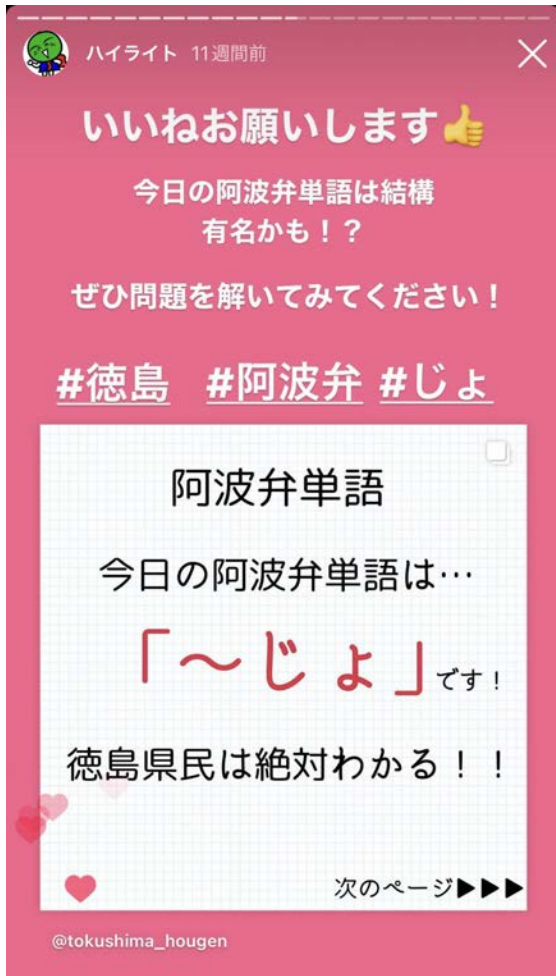 ハイライト 11週間前
いいねお願いします👍
今日の阿波弁単語は結構
有名かも！？
ぜひ問題を解いてみてください！
#徳島 #阿波弁 #じょ
阿波弁単語
今日の阿波弁単語は…
「～じょ」です！
徳島県民は絶対わかる！！
次のページ▶▶▶
@tokushima_hougen